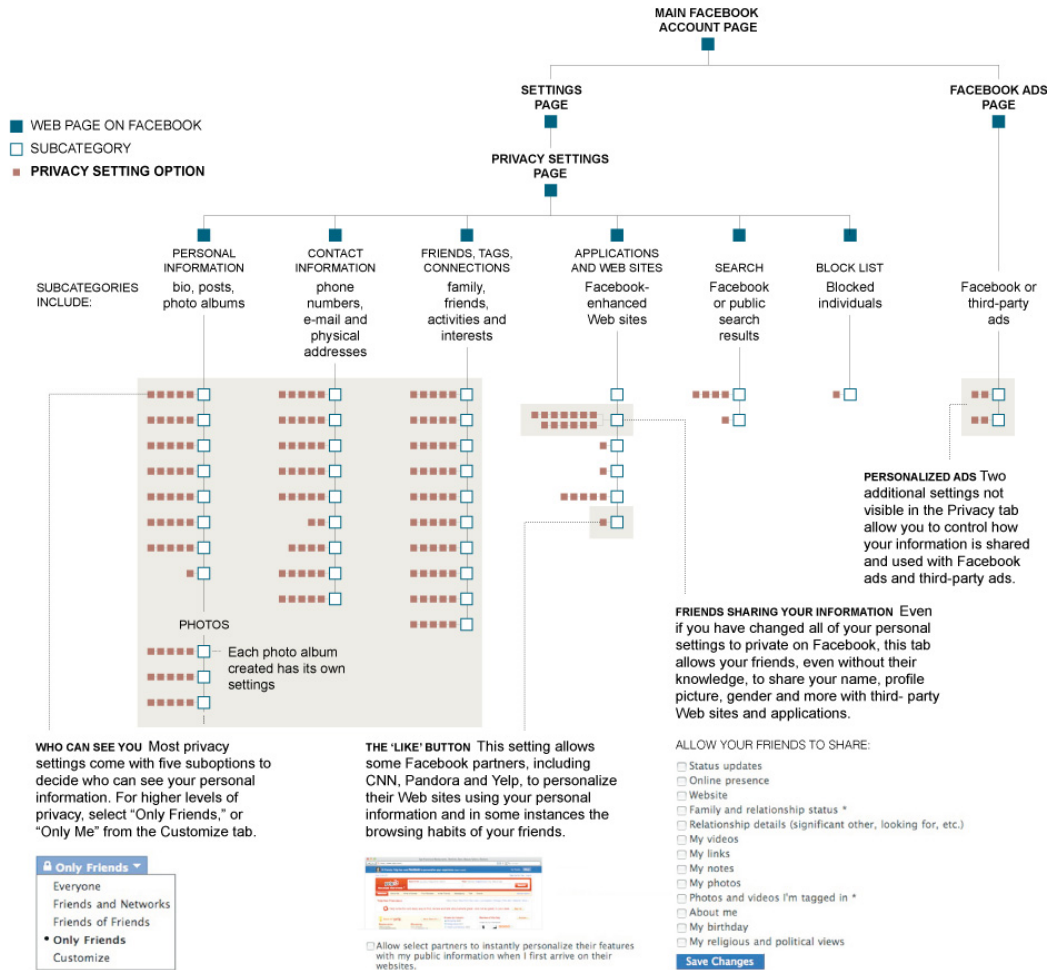 MAIN FACEBOOK
ACCOUNT PAGE
SETTINGS
PAGE
FACEBOOK ADS
PAGE
WEB PAGE ON FACEBOOK
SUBCATEGORY
PRIVACY SETTING OPTION
PRIVACY SETTINGS
PAGE
SUBCATEGORIES
INCLUDE:
PERSONAL
INFORMATION
bio, posts,
photo albums
CONTACT
INFORMATION
phone
numbers,
e-mail and
physical
addresses
FRIENDS, TAGS,
CONNECTIONS
family,
friends,
activities and
interests
APPLICATIONS
AND WEB SITES
Facebook-
enhanced
Web sites
SEARCH
Facebook
or public
search
results
BLOCK LIST
Blocked
individuals
Facebook or
third-party
ads
PHOTOS
Each photo album
created has its own
settings
PERSONALIZED ADS Two
additional settings not
visible in the Privacy tab
allow you to control how
your information is shared
and used with Facebook
ads and third-party ads.
WHO CAN SEE YOU Most privacy
settings come with five suboptions to
decide who can see your personal
information. For higher levels of
privacy, select “Only Friends,” or
“Only Me” from the Customize tab.
Only Friends
Everyone
Friends and Networks
Friends of Friends
• Only Friends
Customize
THE ‘LIKE’ BUTTON This setting allows
some Facebook partners, including
CNN, Pandora and Yelp, to personalize
their Web sites using your personal
information and in some instances the
browsing habits of your friends.
Allow select partners to instantly personalize their features
with my public information when I first arrive on their
websites.
FRIENDS SHARING YOUR INFORMATION Even
if you have changed all of your personal
settings to private on Facebook, this tab
allows your friends, even without their
knowledge, to share your name, profile
picture, gender and more with third- party
Web sites and applications.
ALLOW YOUR FRIENDS TO SHARE:
Status updates
Online presence
Website
Family and relationship status *
Relationship details (significant other, looking for, etc.)
My videos
My links
My notes
My photos
Photos and videos I'm tagged in *
About me
My birthday
My religious and political views
Save Changes